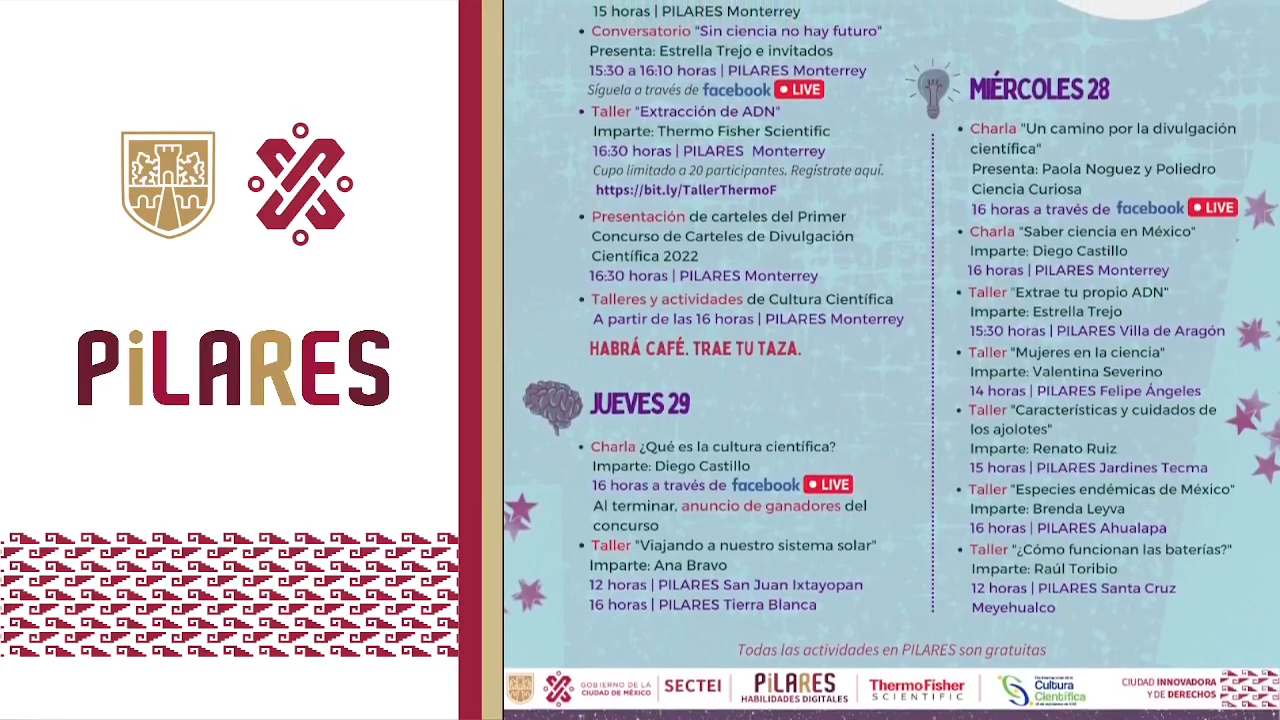 PiLARES
15 horas | PILARES Monterrey
• Conversatorio "Sin ciencia no hay futuro"
Presenta: Estrella Trejo e invitados
15:30 a 16:10 horas | PILARES Monterrey
Síguela a través de facebook LIVE
• Taller "Extracción de ADN"
Imparte: Thermo Fisher Scientific
16:30 horas | PILARES Monterrey
Cupo limitado a 20 participantes. Regístrate aquí.
https://bit.ly/TallerThermoF
• Presentación de carteles del Primer
Concurso de Carteles de Divulgación
Científica 2022
16:30 horas | PILARES Monterrey
• Talleres y actividades de Cultura Científica
A partir de las 16 horas | PILARES Monterrey
HABRÁ CAFÉ. TRAE TU TAZA.
JUEVES 29
• Charla ¿Qué es la cultura científica?
Imparte: Diego Castillo
16 horas a través de facebook LIVE
Al terminar, anuncio de ganadores del
concurso
• Taller "Viajando a nuestro sistema solar"
Imparte: Ana Bravo
12 horas | PILARES San Juan Ixtayopan
16 horas | PILARES Tierra Blanca
MIÉRCOLES 28
• Charla "Un camino por la divulgación
científica"
Presenta: Paola Noguez y Poliedro
Ciencia Curiosa
16 horas a través de facebook LIVE
• Charla "Saber ciencia en México"
Imparte: Diego Castillo
16 horas | PILARES Monterrey
• Taller "Extrae tu propio ADN"
Imparte: Estrella Trejo
15:30 horas | PILARES Villa de Aragón
• Taller "Mujeres en la ciencia"
Imparte: Valentina Severino
14 horas | PILARES Felipe Ángeles
• Taller "Características y cuidados de
los ajolotes"
Imparte: Renato Ruiz
15 horas | PILARES Jardines Tecma
• Taller "Especies endémicas de México"
Imparte: Brenda Leyva
16 horas | PILARES Ahualapa
• Taller "¿Cómo funcionan las baterías?"
Imparte: Raúl Toribio
12 horas | PILARES Santa Cruz
Meyehualco
Todas las actividades en PILARES son gratuitas
GOBIERNO DE LA
CIUDAD DE MÉXICO
SECTEI
PiLARES
HABILIDADES DIGITALES
ThermoFisher
SCIENTIFIC
Cultura
Científica
CIUDAD INNOVADORA
Y DE DERECHOS